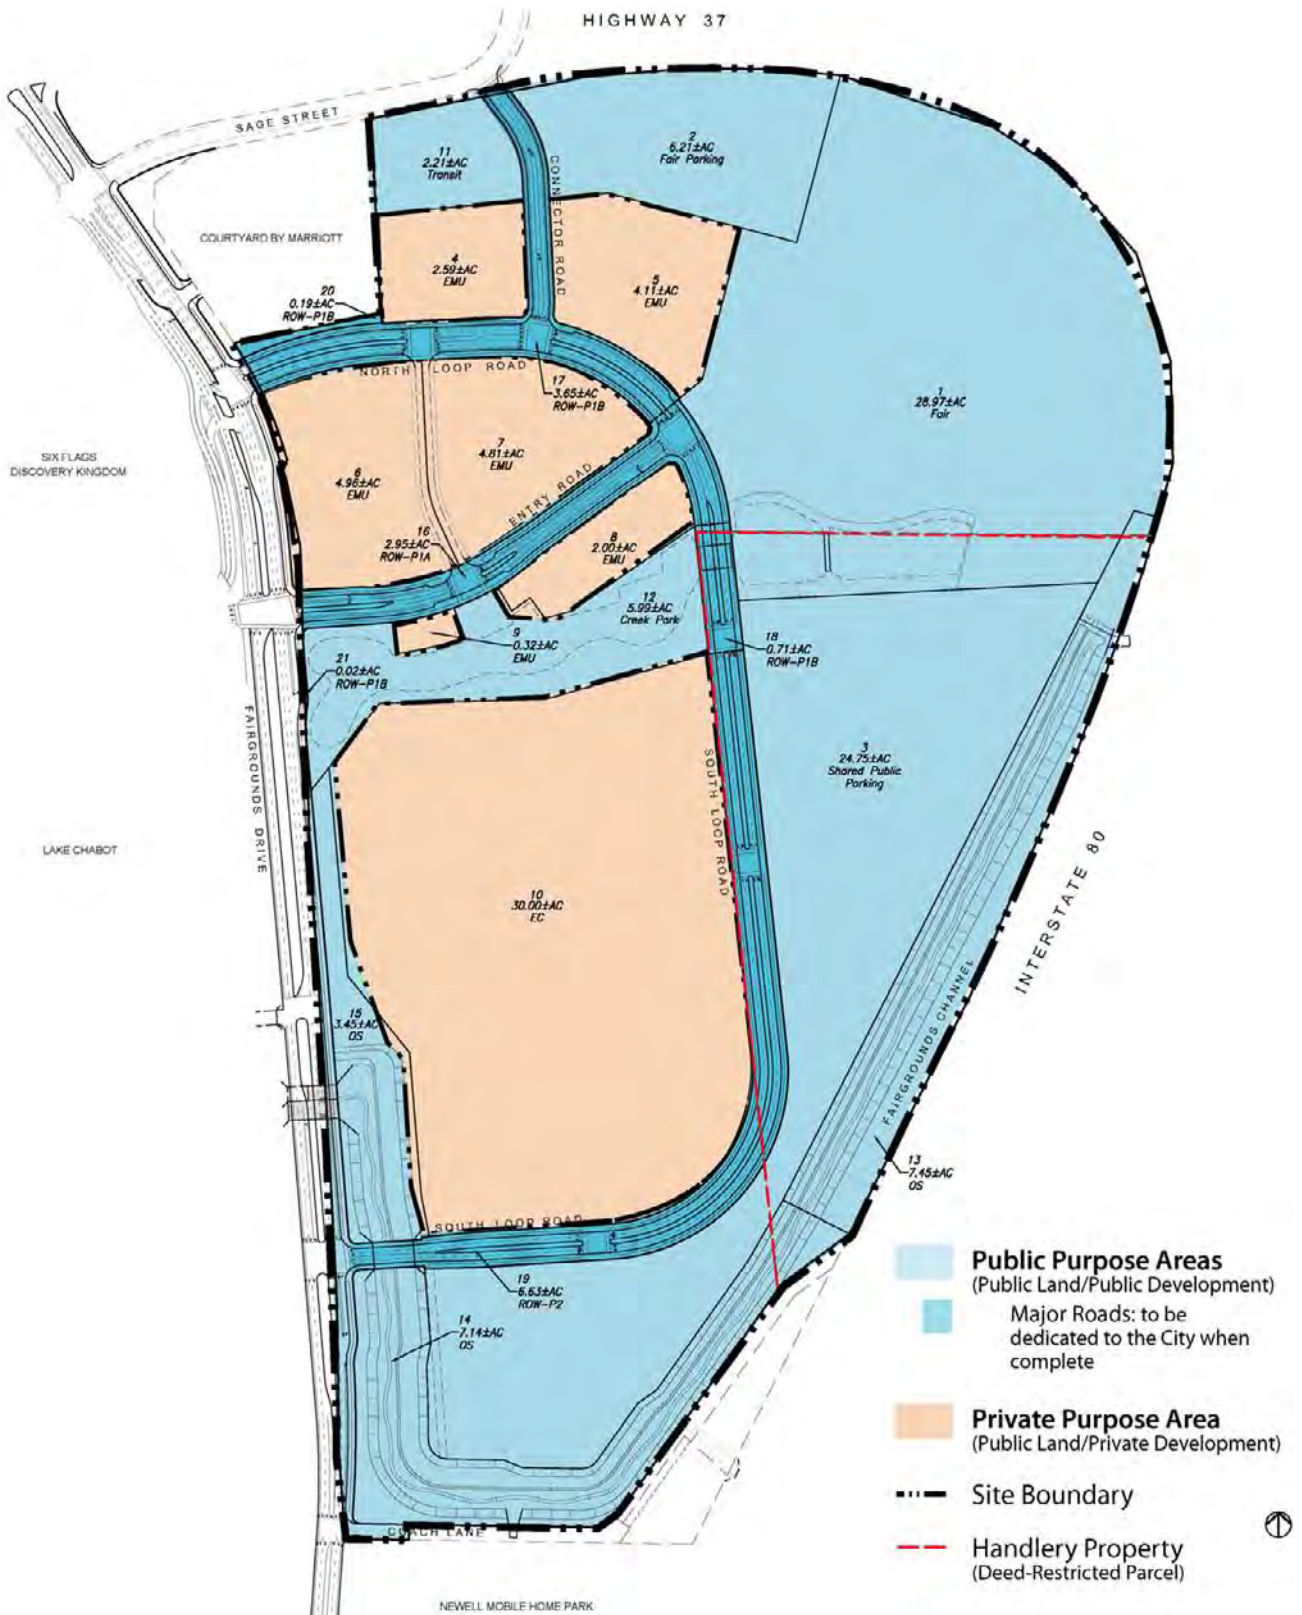 HIGHWAY 37
SAGE STREET
11
2.21±AC
Transit
2
6.21±AC
Fair Parking
CONNECTOR ROAD
COURTYARD BY MARRIOTT
4
2.59±AC
EMU
5
4.11±AC
EMU
20
0.19±AC
ROW-P1B
NORTH LOOP ROAD
17
3.65±AC
ROW-P1B
1
28.97±AC
Fair
SIX FLAGS
DISCOVERY KINGDOM
6
4.96±AC
EMU
7
4.81±AC
EMU
ENTRY ROAD
16
2.95±AC
ROW-P1A
8
2.00±AC
EMU
12
5.99±AC
Creek Park
9
0.32±AC
EMU
18
0.71±AC
ROW-P1B
21
0.02±AC
ROW-P1B
FAIRGROUNDS DRIVE
SOUTH LOOP ROAD
3
24.75±AC
Shared Public
Parking
LAKE CHABOT
INTERSTATE 80
10
30.00±AC
EC
FAIRGROUNDS CHANNEL
15
3.45±AC
OS
13
7.45±AC
OS
SOUTH LOOP ROAD
19
6.63±AC
ROW-P2
14
7.14±AC
OS
COACH LANE
NEWELL MOBILE HOME PARK
Public Purpose Areas
(Public Land/Public Development)
Major Roads: to be
dedicated to the City when
complete
Private Purpose Area
(Public Land/Private Development)
Site Boundary
Handlery Property
(Deed-Restricted Parcel)